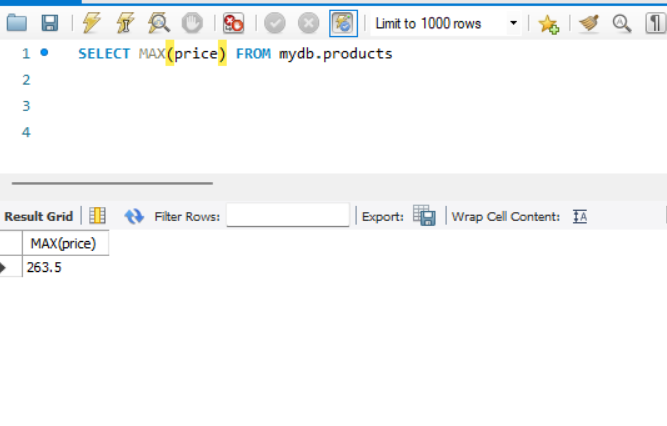 Limit to 1000 rows
1 SELECT MAX(price) FROM mydb.products
2
3
4
Result Grid Filter Rows: Export: Wrap Cell Content: IA
MAX(price)
263.5